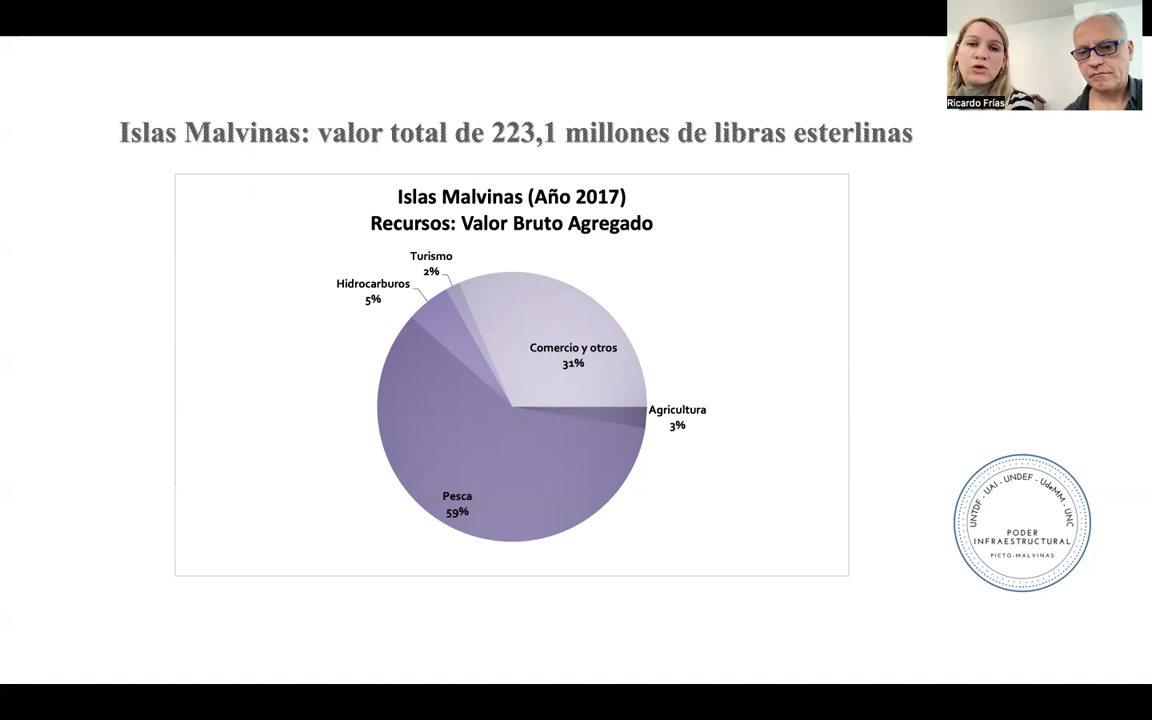 Ricardo Frías
Islas Malvinas: valor total de 223,1 millones de libras esterlinas
Islas Malvinas (Año 2017)
Recursos: Valor Bruto Agregado
Turismo
2%
Hidrocarburos
5%
Comercio y otros
31%
Agricultura
3%
Pesca
59%
UNTDF - UAI - UNDEF - UdeMM - UNC
PODER
INFRAESTRUCTURAL
PICTO-MALVINAS